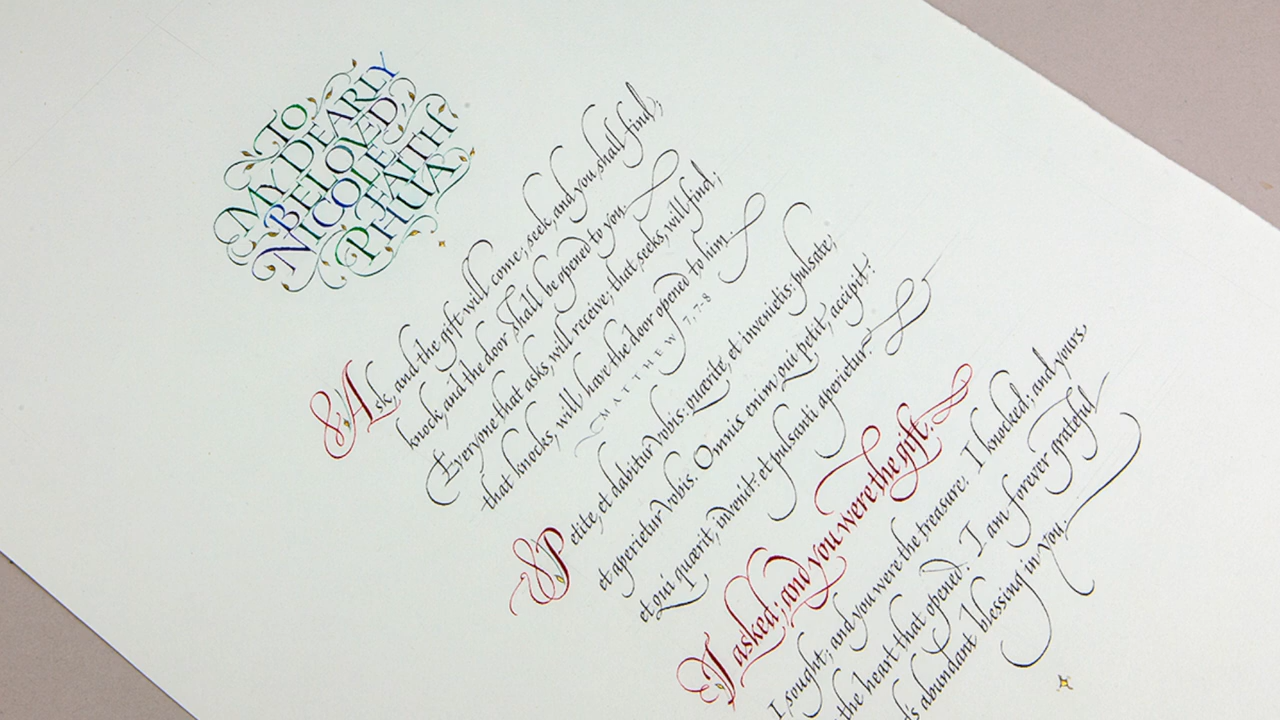 TO
MY DEARLY
BELOVED
NICOLE
FAITH
PHUA
Ask, and the gift will come; seek, and you shall find;
knock, and the door shall be opened to you.
Everyone that asks, will receive; that seeks, will find;
that knocks, will have the door opened to him.
MATTHEW 7,7-8
Petite, et dabitur vobis: quærite, et invenietis: pulsate,
et aperietur vobis. Omnis enim qui petit, accipit:
et qui quærit, invenit: et pulsanti aperietur.
I asked; and you were the gift.
I sought; and you were the treasure. I knocked; and yours,
the heart that opened. I am forever grateful
abundant blessing in you.